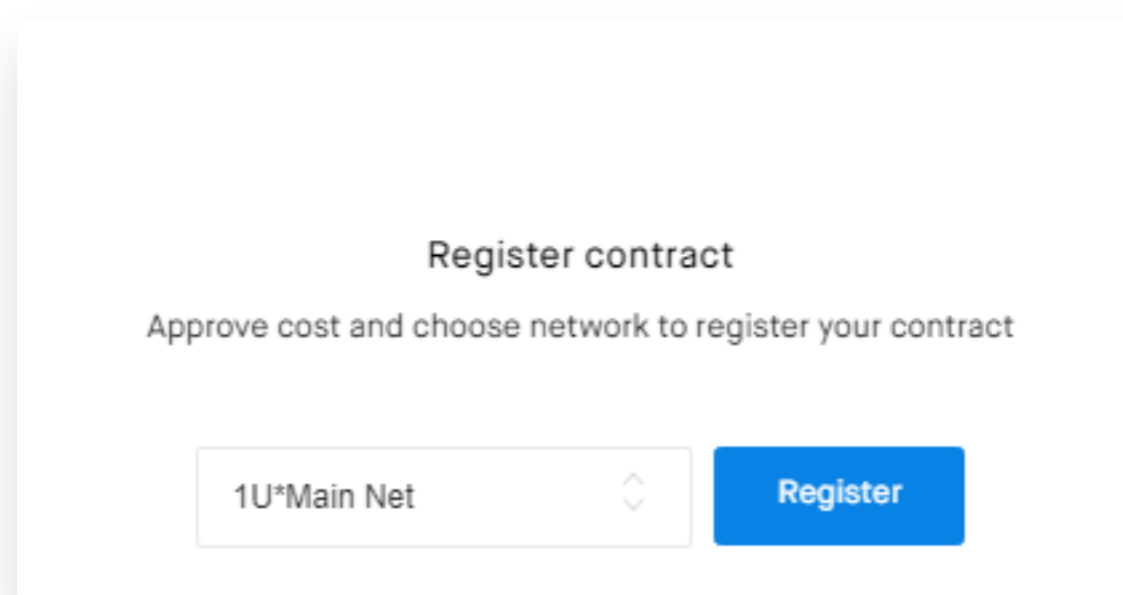 Register contract
Approve cost and choose network to register your contract
1U*Main Net
Register